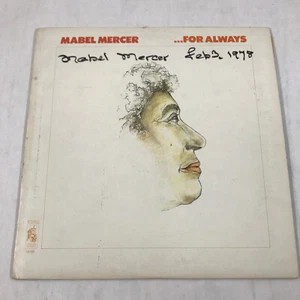 MABEL MERCER ...FOR ALWAYS
Mabel Mercer Feb 3, 1978